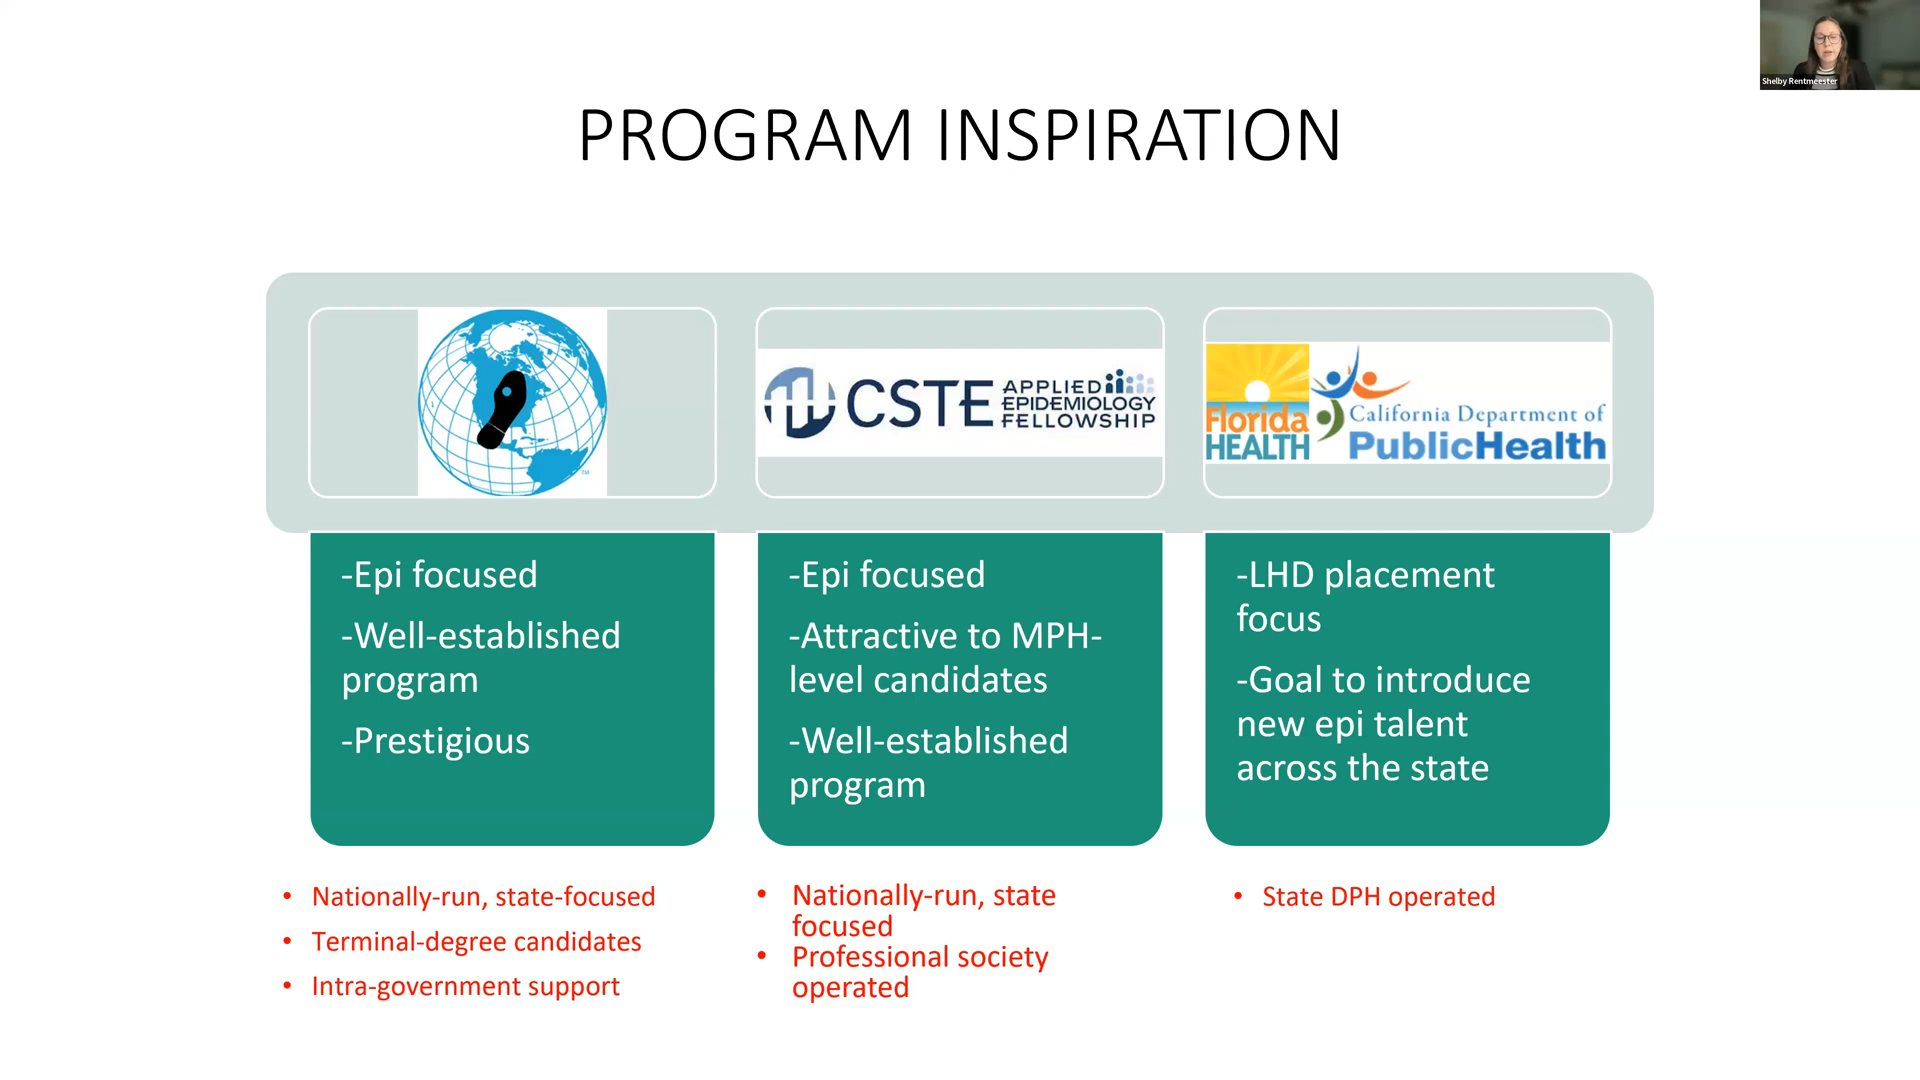 Shelby Rentmeester
PROGRAM INSPIRATION
TM
CSTE
APPLIED
EPIDEMIOLOGY
FELLOWSHIP
Florida
HEALTH
California Department of
PublicHealth
-Epi focused
-Well-established
program
-Prestigious
-Epi focused
-Attractive to MPH-
level candidates
-Well-established
program
-LHD placement
focus
-Goal to introduce
new epi talent
across the state
• Nationally-run, state-focused
• Terminal-degree candidates
• Intra-government support
• Nationally-run, state
focused
• Professional society
operated
• State DPH operated